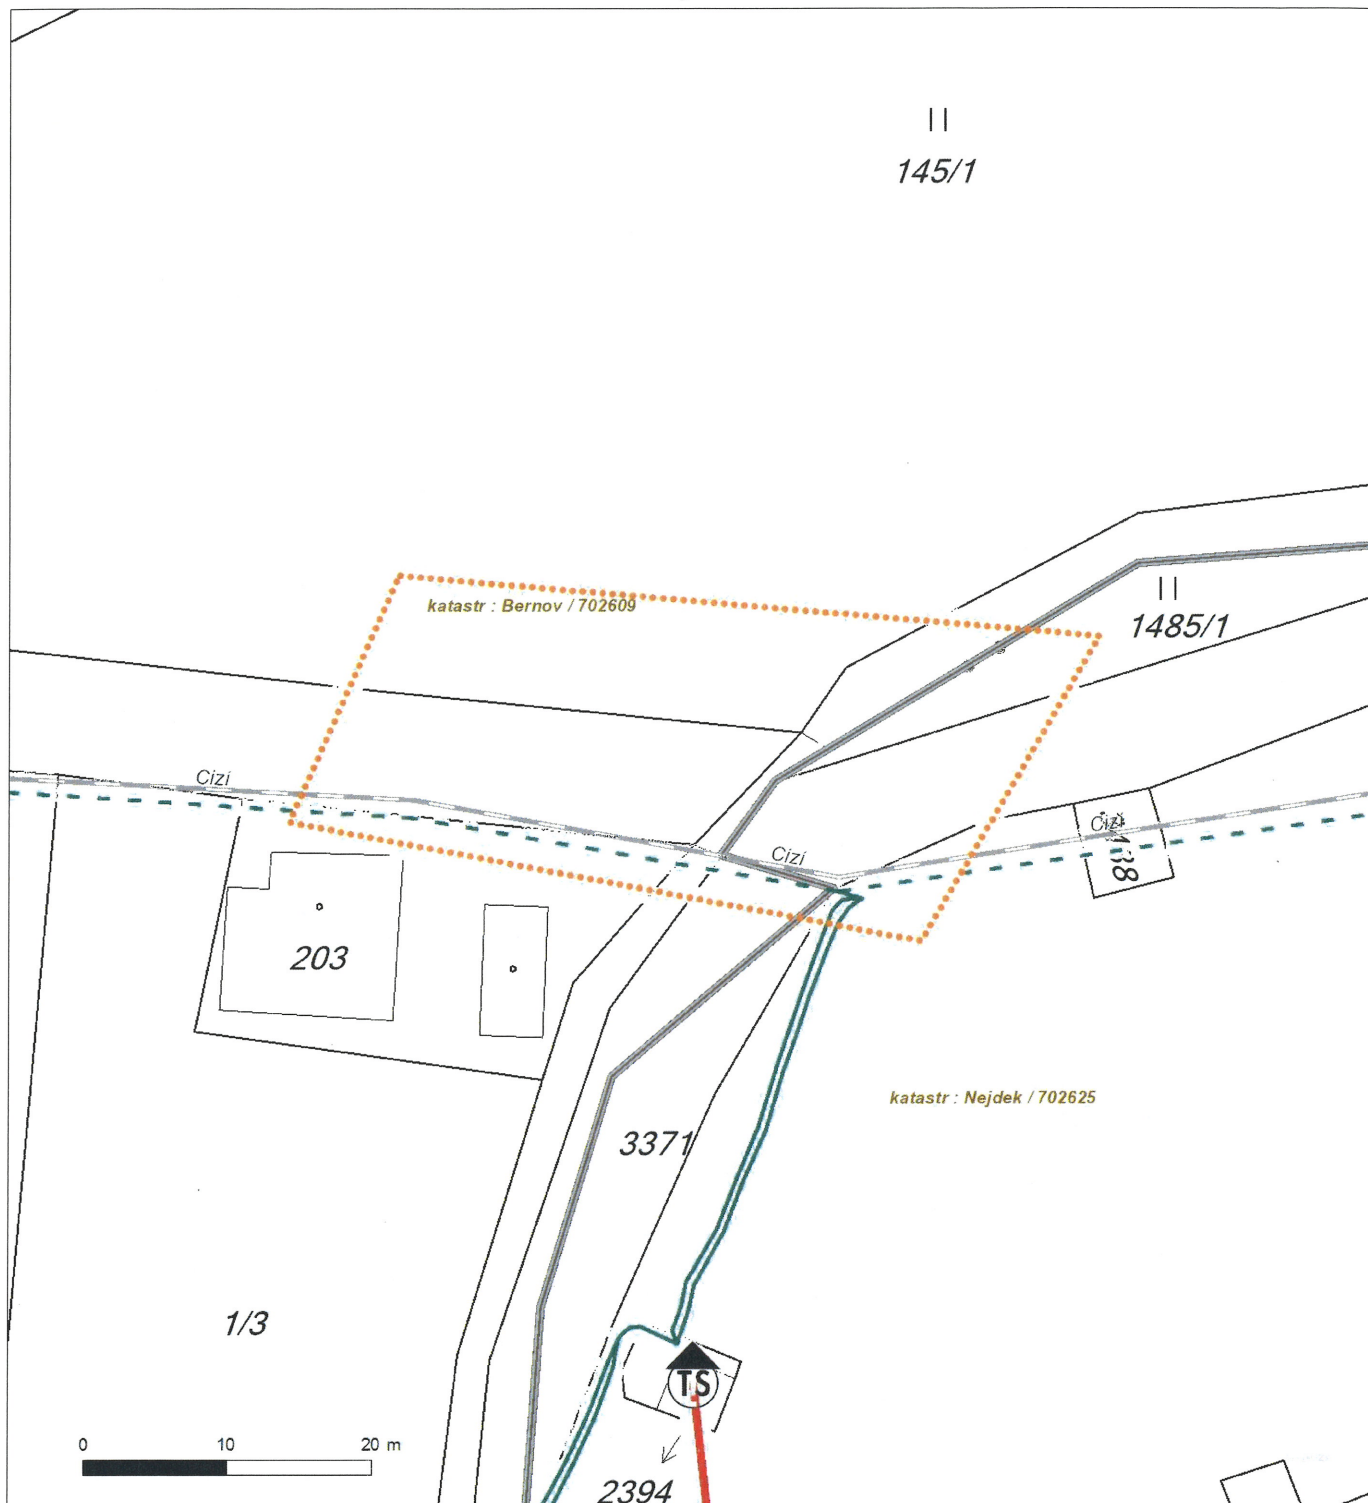 145/1
katastr : Bernov / 702609
1485/1
Cizí
Cizí
Cizí
203
katastr : Nejdek / 702625
3371
1/3
TS
0 10 20 m
2394